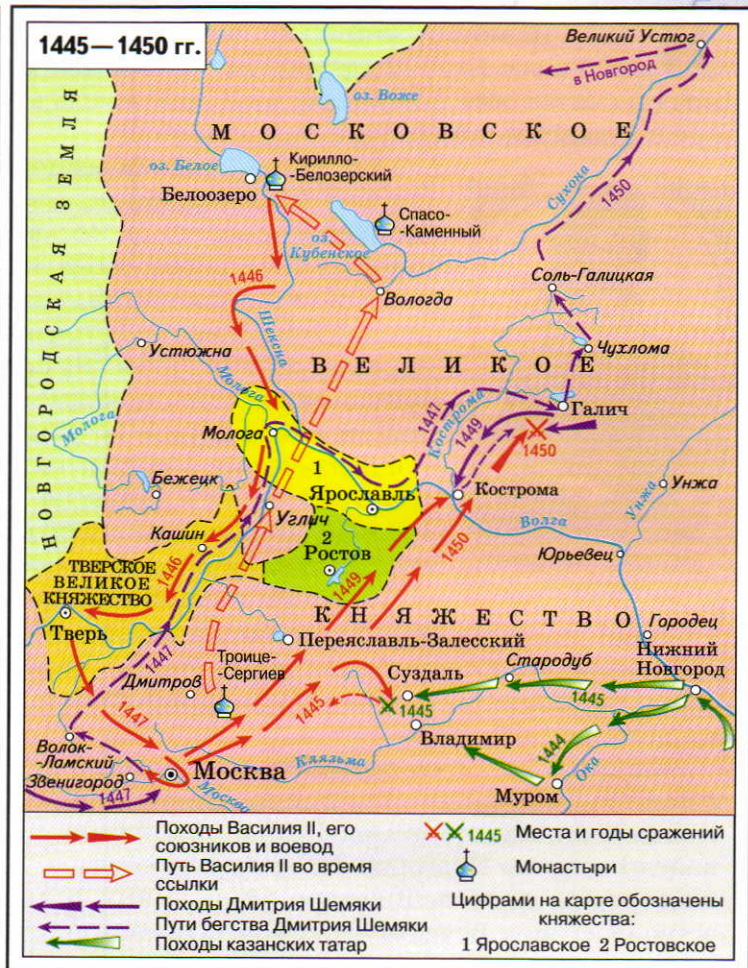 1445—1450 гг.
Великий Устюг
в Новгород
оз. Воже
МОСКОВСКОЕ
оз. Белое
Кирилло-
-Белозерский
Белоозеро
Сухона
1450
Спасо-
-Каменный
оз.
Кубенское
НОВГОРОДСКАЯ ЗЕМЛЯ
1446
Вологда
Соль-Галицкая
Шексна
Устюжна
ВЕЛИКОЕ
Чухлома
Молога
Молога
1447
Кострома
Галич
1449
1450
Молога
1
Бежецк
Ярославль
Кострома
Унжа
Унжа
Углич
Волга
Кашин
2
Ростов
1450
Юрьевец
ТВЕРСКОЕ
ВЕЛИКОЕ
КНЯЖЕСТВО
1446
1449
Тверь
КНЯЖЕСТВО
Городец
1447
Переяславль-Залесский
Нижний
Новгород
Троице-
-Сергиев
Стародуб
Дмитров
Суздаль
1445
1445
1445
1447
Владимир
1444
Волок-
-Ламский
Клязьма
Звенигород
Москва
Ока
1447
Москва
Муром
Походы Василия II, его
союзников и воевод
Путь Василия II во время
ссылки
Походы Дмитрия Шемяки
Пути бегства Дмитрия Шемяки
Походы казанских татар
1445 Места и годы сражений
Монастыри
Цифрами на карте обозначены
княжества:
1 Ярославское 2 Ростовское